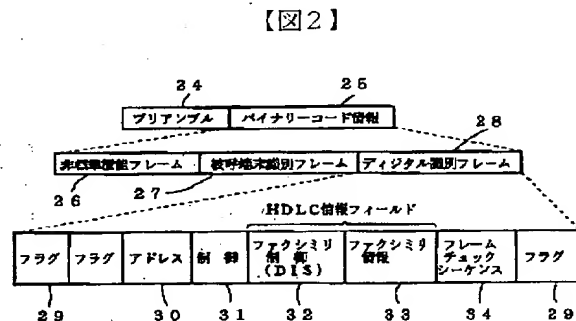 【図2】
24 25
プリアンブル バイナリーコード情報
28
非標準機能フレーム 被呼端末識別フレーム ディジタル識別フレーム
26 27
HDLC情報フィールド
フラグ フラグ アドレス 制御 ファクシミリ制御(DIS) ファクシミリ情報 フレームチェックシーケンス フラグ
29 30 31 32 33 34 29